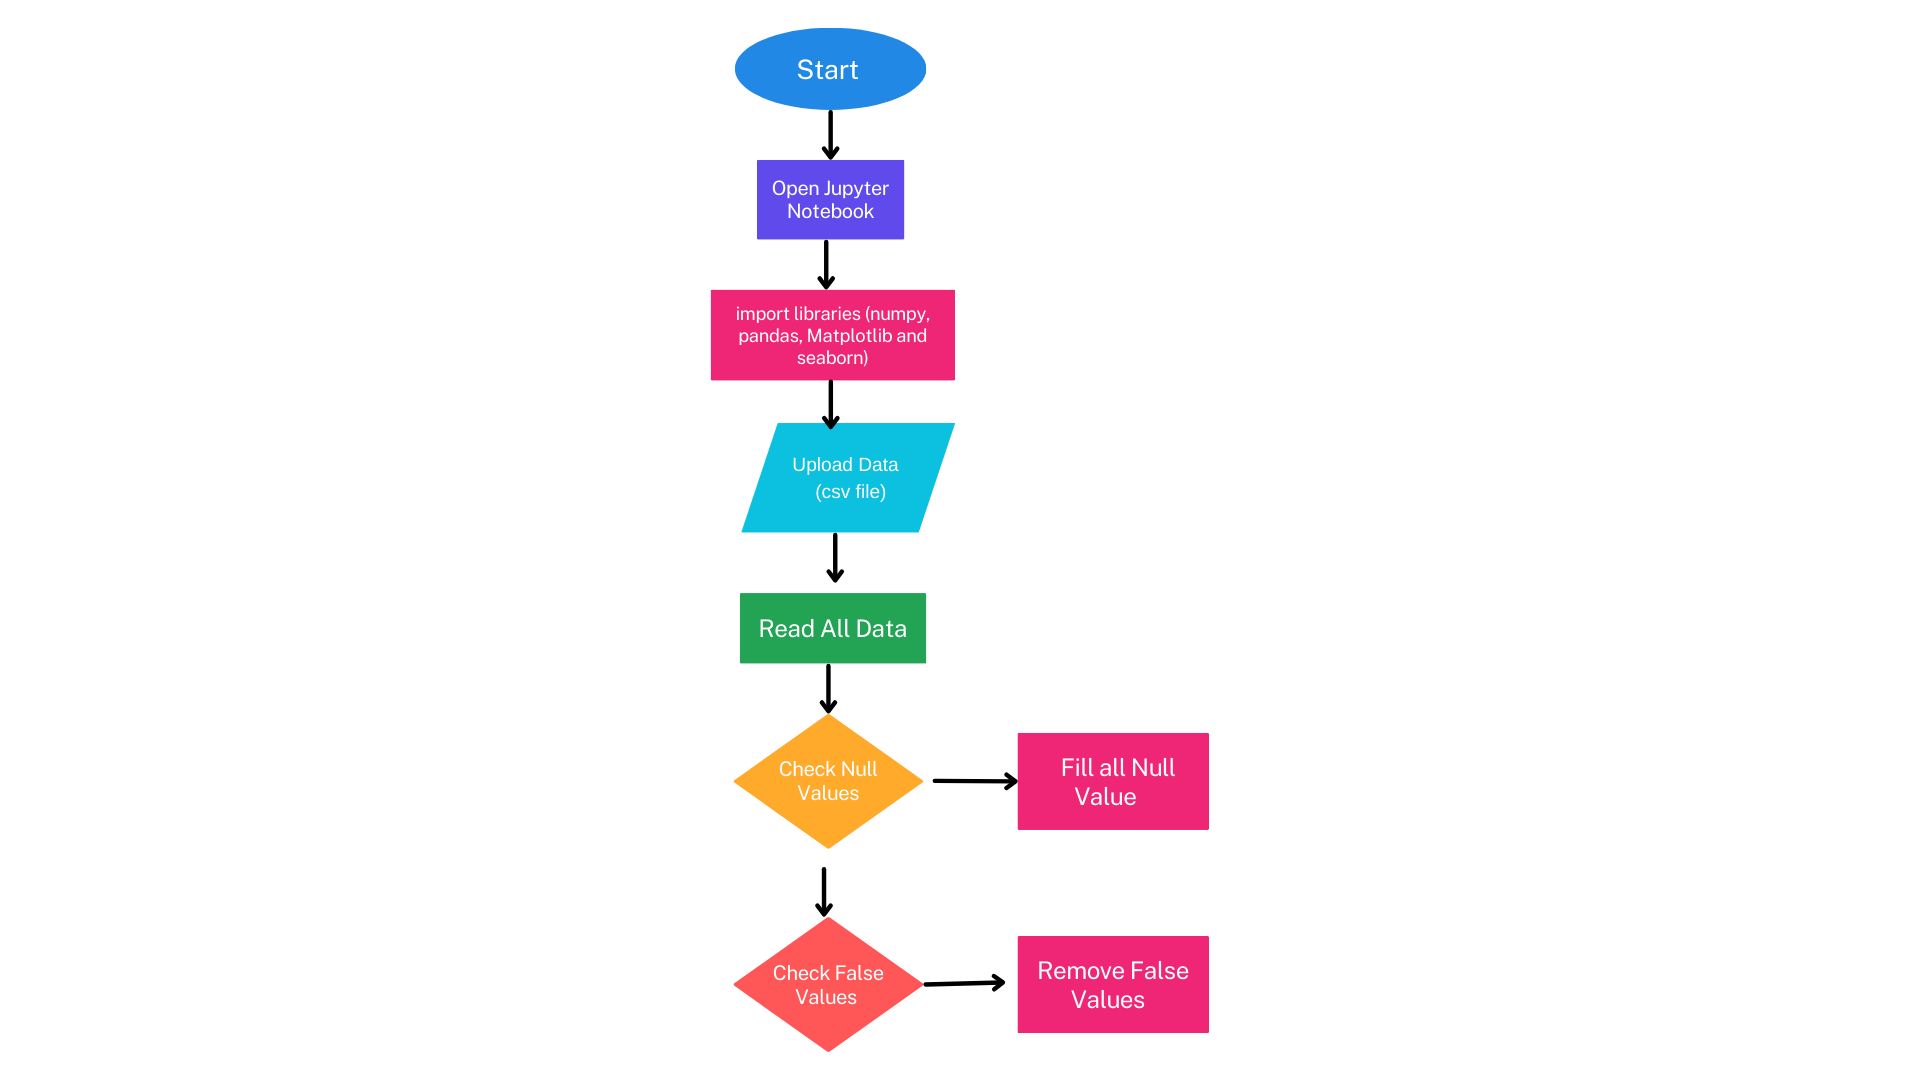 Start
Open Jupyter
Notebook
import libraries (numpy,
pandas, Matplotlib and
seaborn)
Upload Data
(csv file)
Read All Data
Check Null
Values
Fill all Null
Value
Check False
Values
Remove False
Values